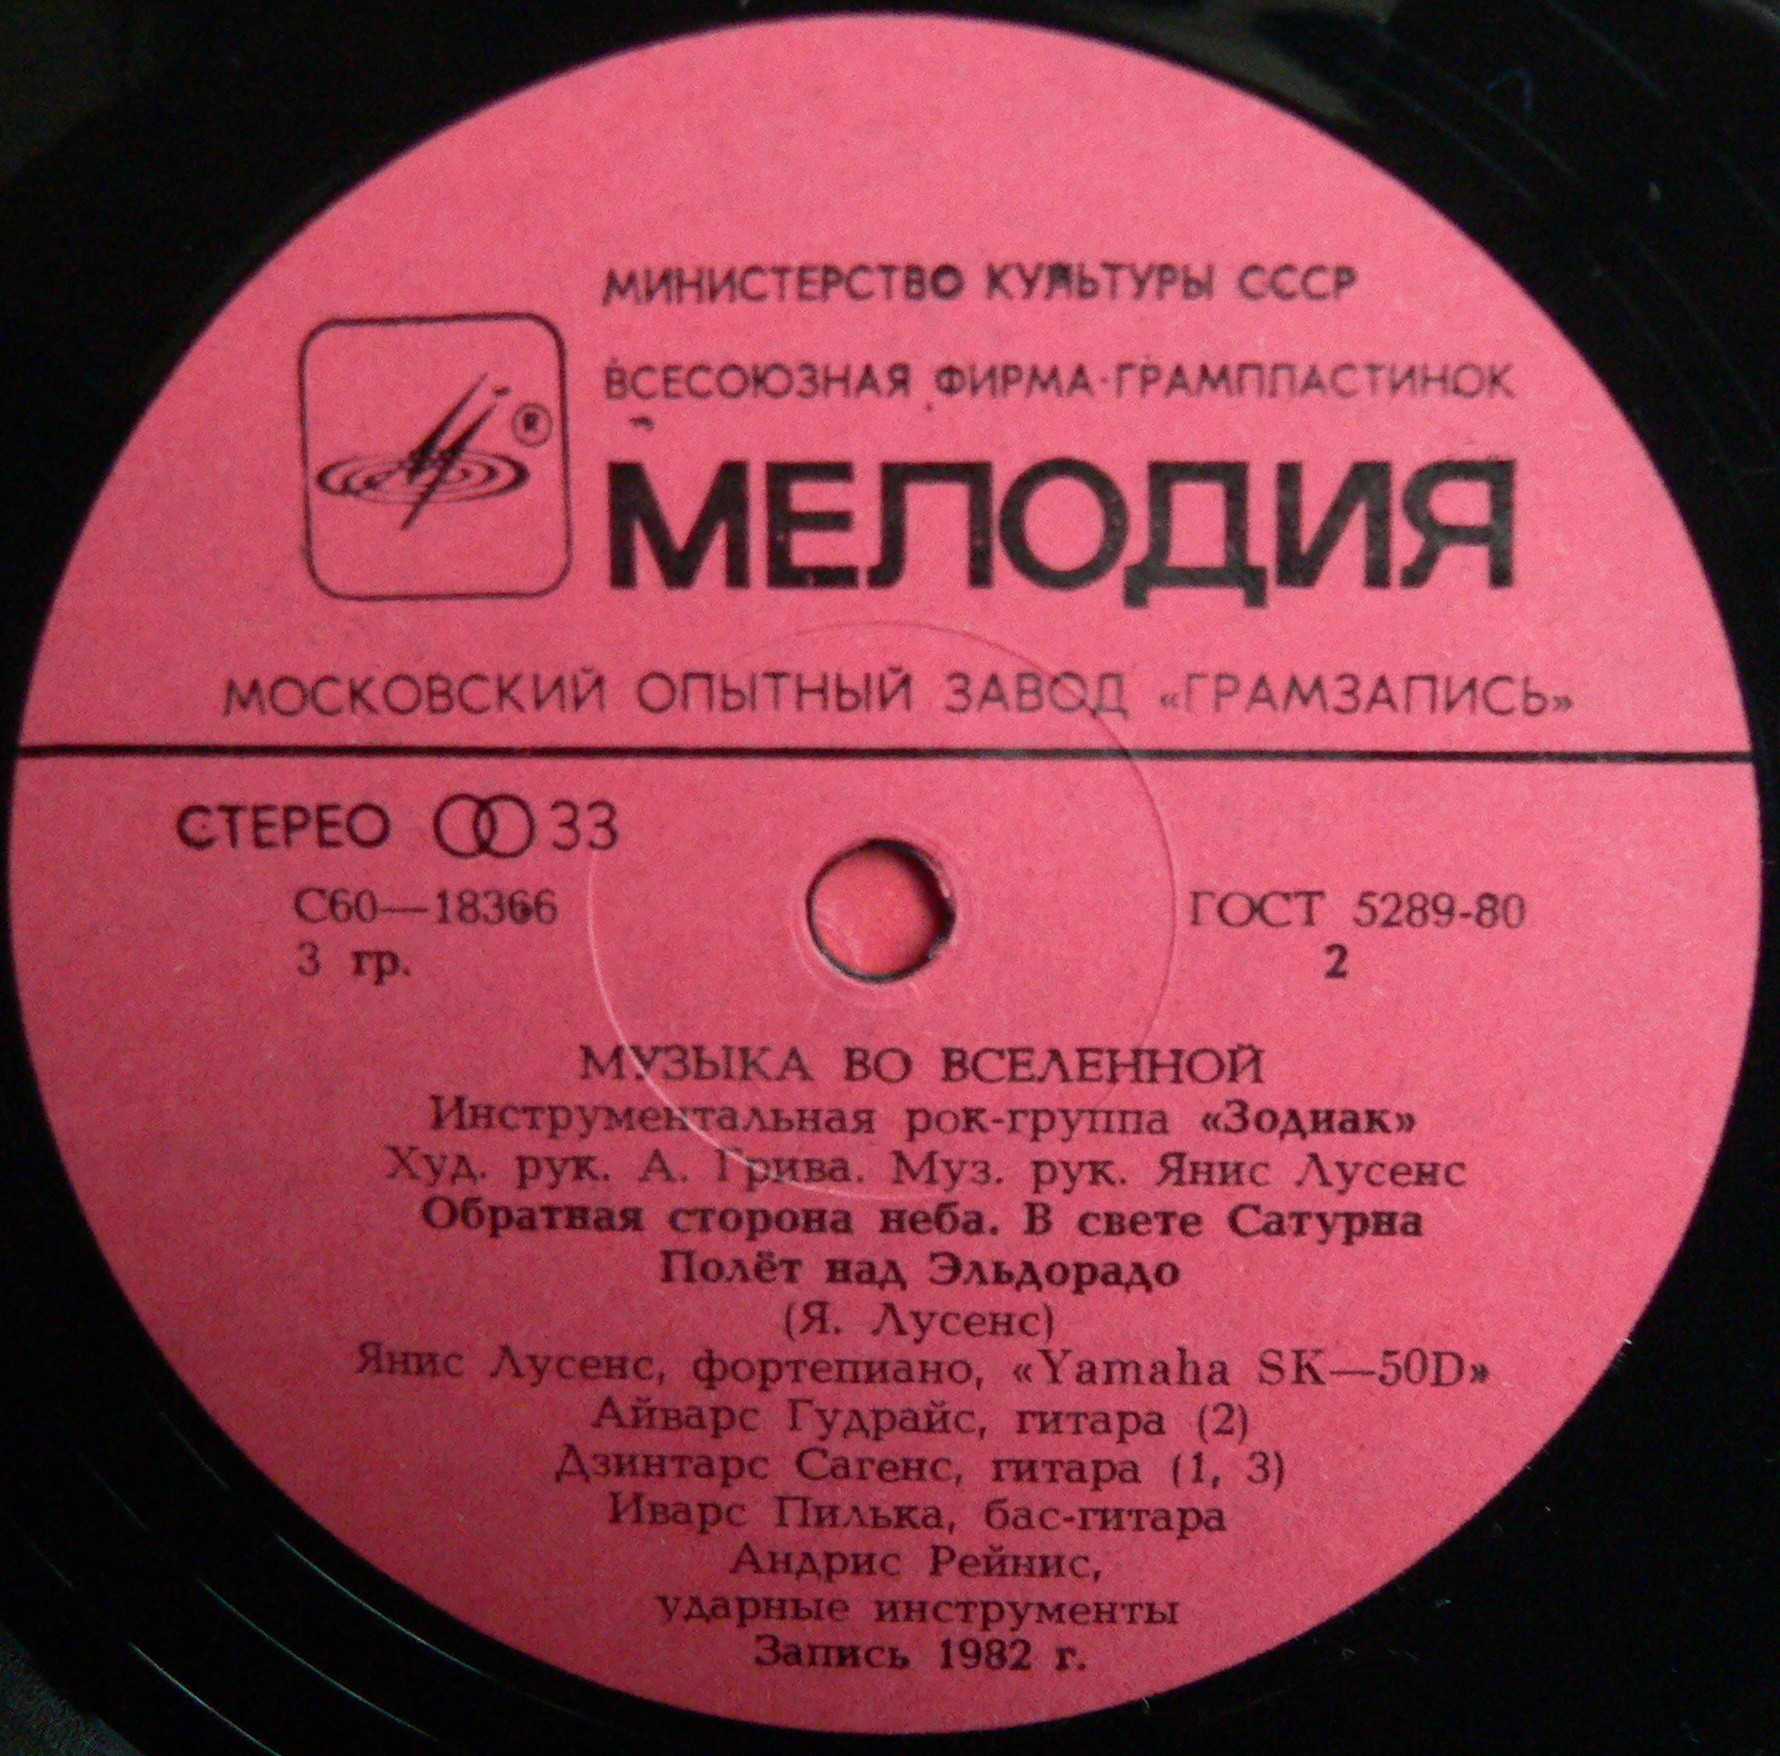 МИНИСТЕРСТВО КУЛЬТУРЫ СССР
ВСЕСОЮЗНАЯ ФИРМА ГРАМПЛАСТИНОК
®
МЕЛОДИЯ
МОСКОВСКИЙ ОПЫТНЫЙ ЗАВОД «ГРАМЗАПИСЬ»
СТЕРЕО 33
С60—18366
ГОСТ 5289-80
3 гр.
2
МУЗЫКА ВО ВСЕЛЕННОЙ
Инструментальная рок-группа «Зодиак»
Худ. рук. А. Грива. Муз. рук. Янис Лусенс
Обратная сторона неба. В свете Сатурна
Полёт над Эльдорадо
(Я. Лусенс)
Янис Лусенс, фортепиано, «Yamaha SK—50D»
Айварс Гудрайс, гитара (2)
Дзинтарс Сагенс, гитара (1, 3)
Иварс Пилька, бас-гитара
Андрис Рейнис,
ударные инструменты
Запись 1982 г.